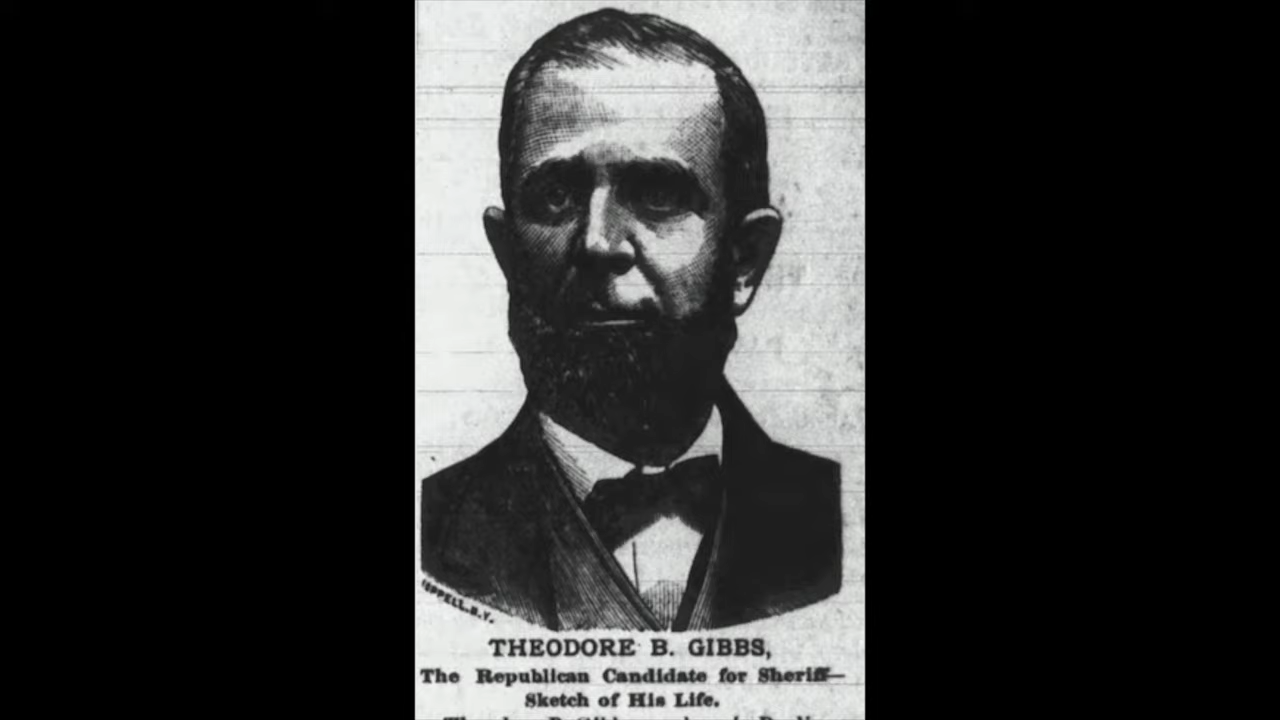 THEODORE B. GIBBS,
The Republican Candidate for Sheriff—
Sketch of His Life.